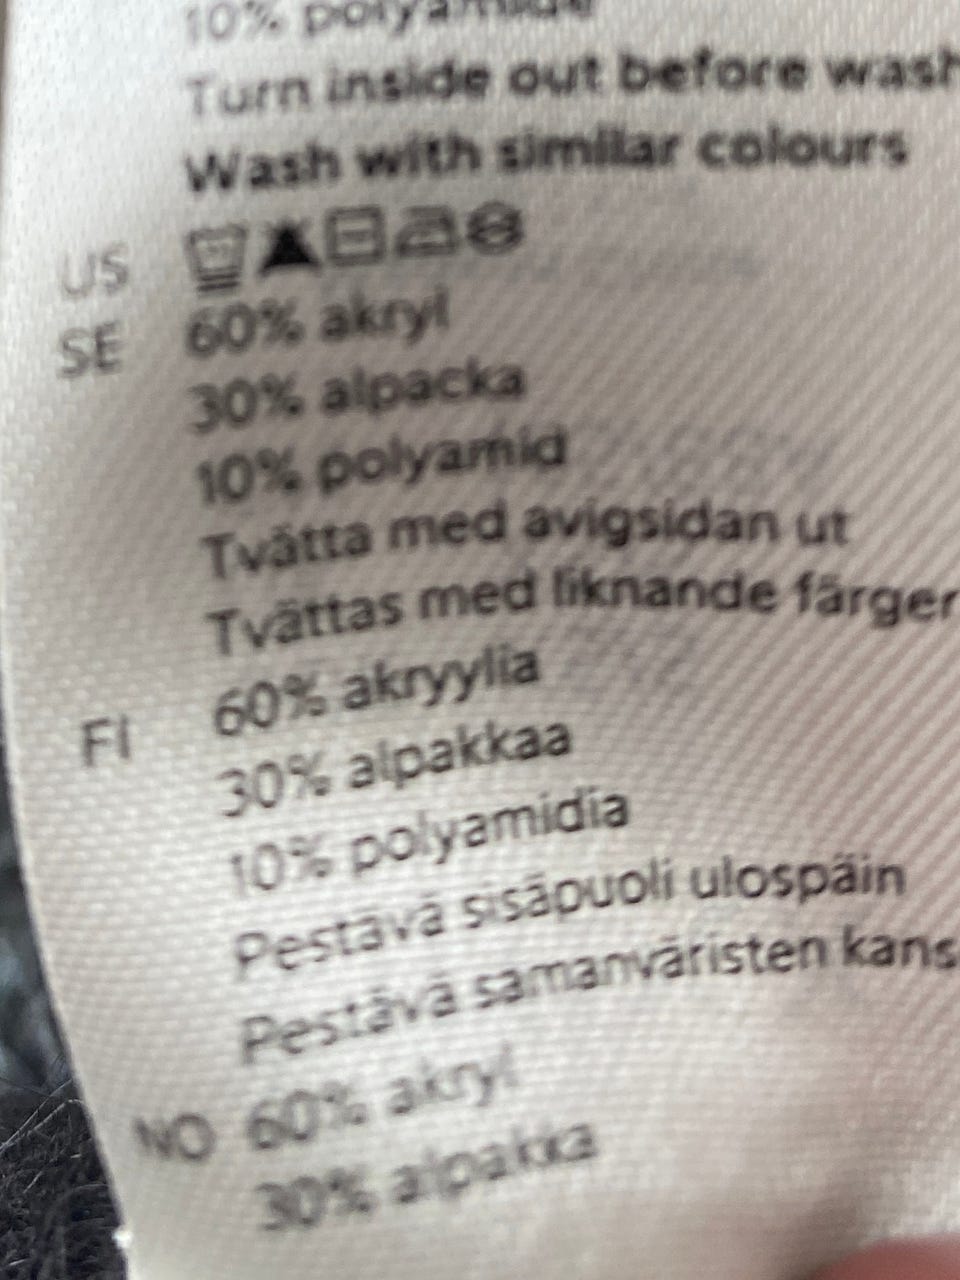 10% polyamide
Turn inside out before wash
Wash with similar colours
US
SE 60% akryl
30% alpacka
10% polyamid
Tvätta med avigsidan ut
Tvättas med liknande färger
FI 60% akryylia
30% alpakkaa
10% polyamidia
Pestävä sisäpuoli ulospäin
Pestävä samanväristen kans
NO 60% akryl
30% alpakka